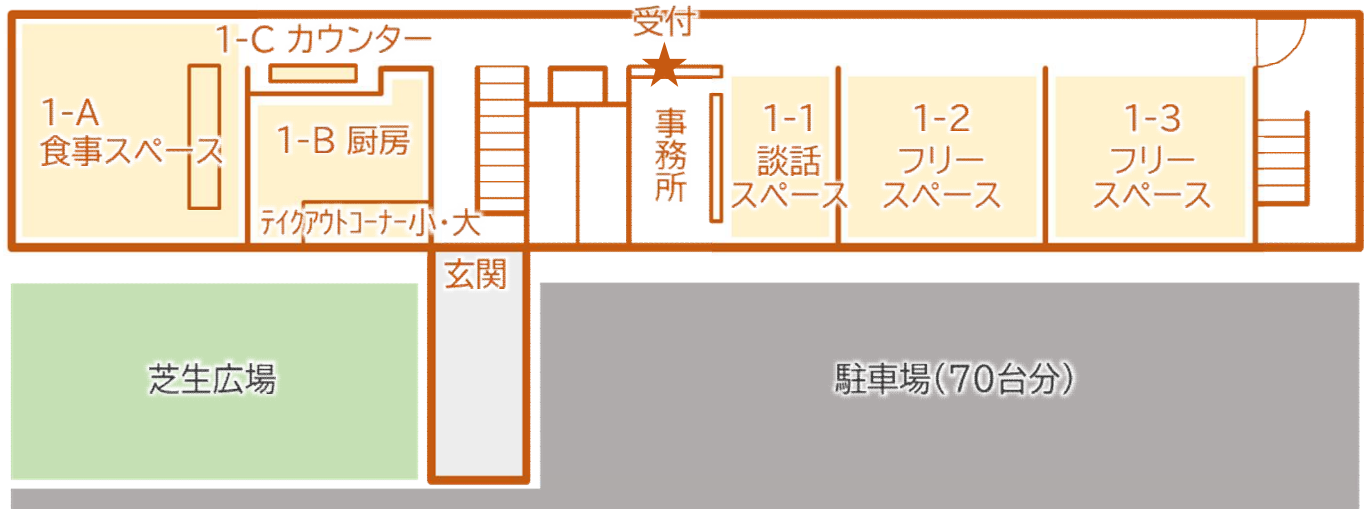 受付
1-C カウンター
1-A
食事スペース
1-B 厨房
ﾃｲｸｱｳﾄｺｰﾅｰ小・大
事務所
1-1
談話
スペース
1-2
フリー
スペース
1-3
フリー
スペース
玄関
芝生広場
駐車場(70台分)